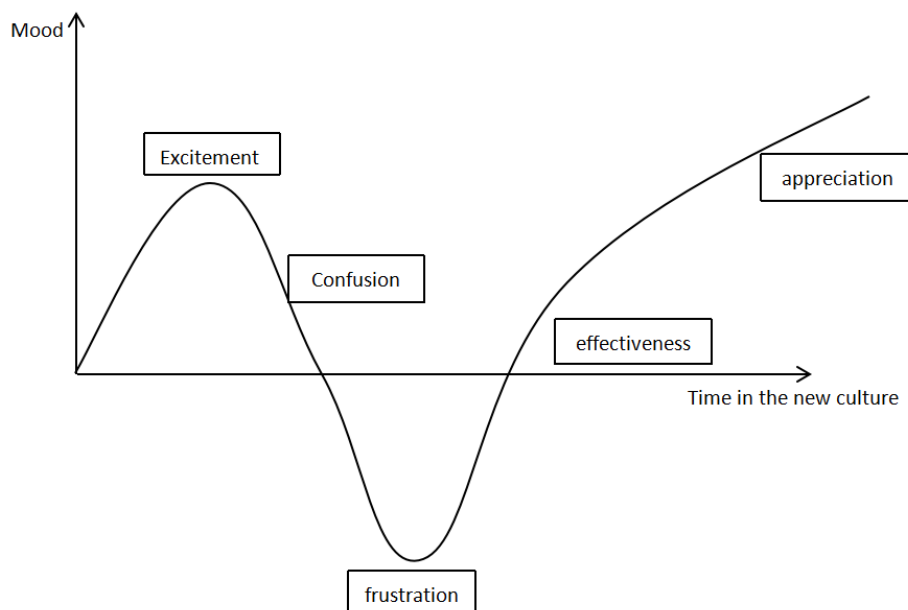 Mood
Excitement
Confusion
appreciation
effectiveness
Time in the new culture
frustration